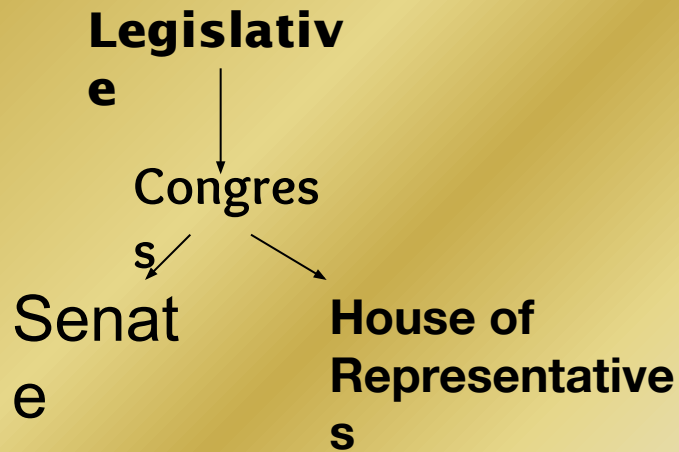 Legislativ
e
Congres
s
Senat
e
House of
Representative
s